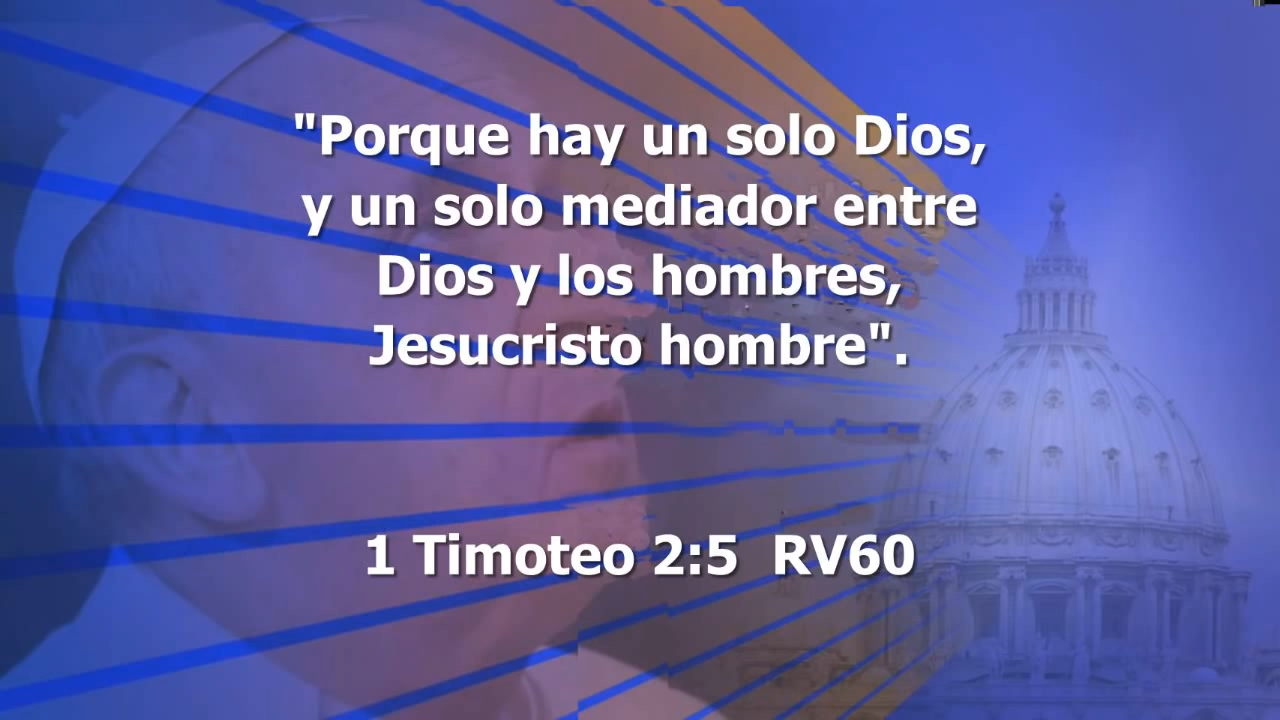 "Porque hay un solo Dios,
y un solo mediador entre
Dios y los hombres,
Jesucristo hombre".
1 Timoteo 2:5 RV60